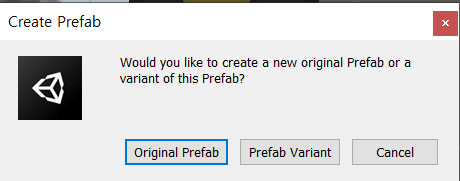 Create Prefab
Would you like to create a new original Prefab or a
variant of this Prefab?
Original Prefab
Prefab Variant
Cancel